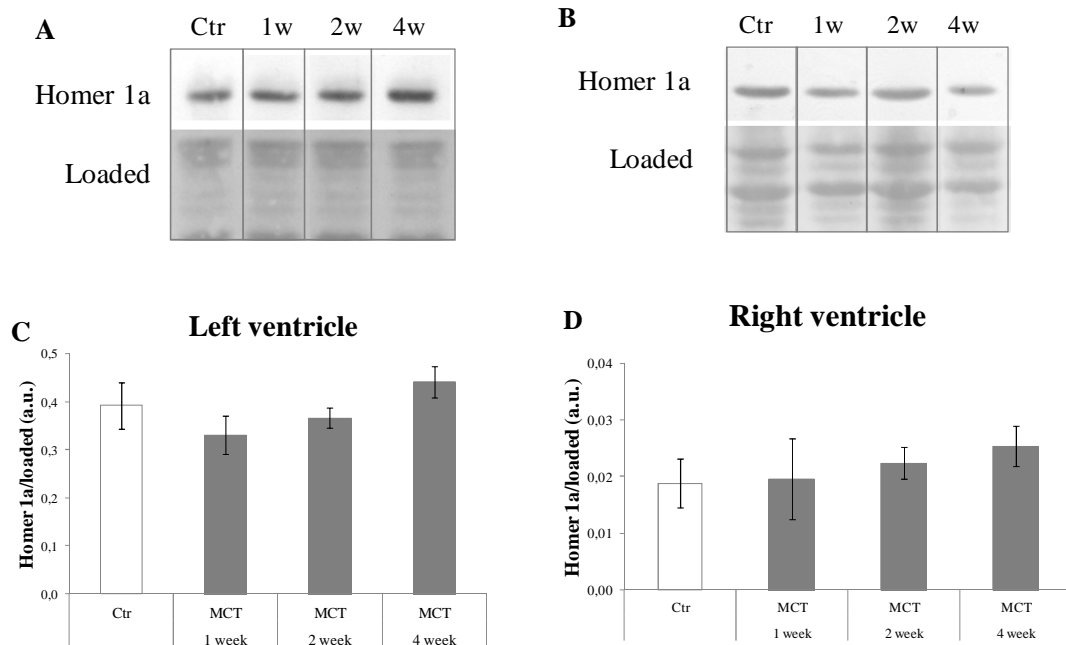 A
Ctr 1w 2w 4w
Homer 1a
Loaded
B
Ctr 1w 2w 4w
Homer 1a
Loaded
C
Left ventricle
Homer 1a/loaded (a.u.)
0,5
0,4
0,3
0,2
0,1
0,0
Ctr MCT MCT MCT
1 week 2 week 4 week
D
Right ventricle
Homer 1a/loaded (a.u.)
0,04
0,03
0,02
0,01
0,00
Ctr MCT MCT MCT
1 week 2 week 4 week